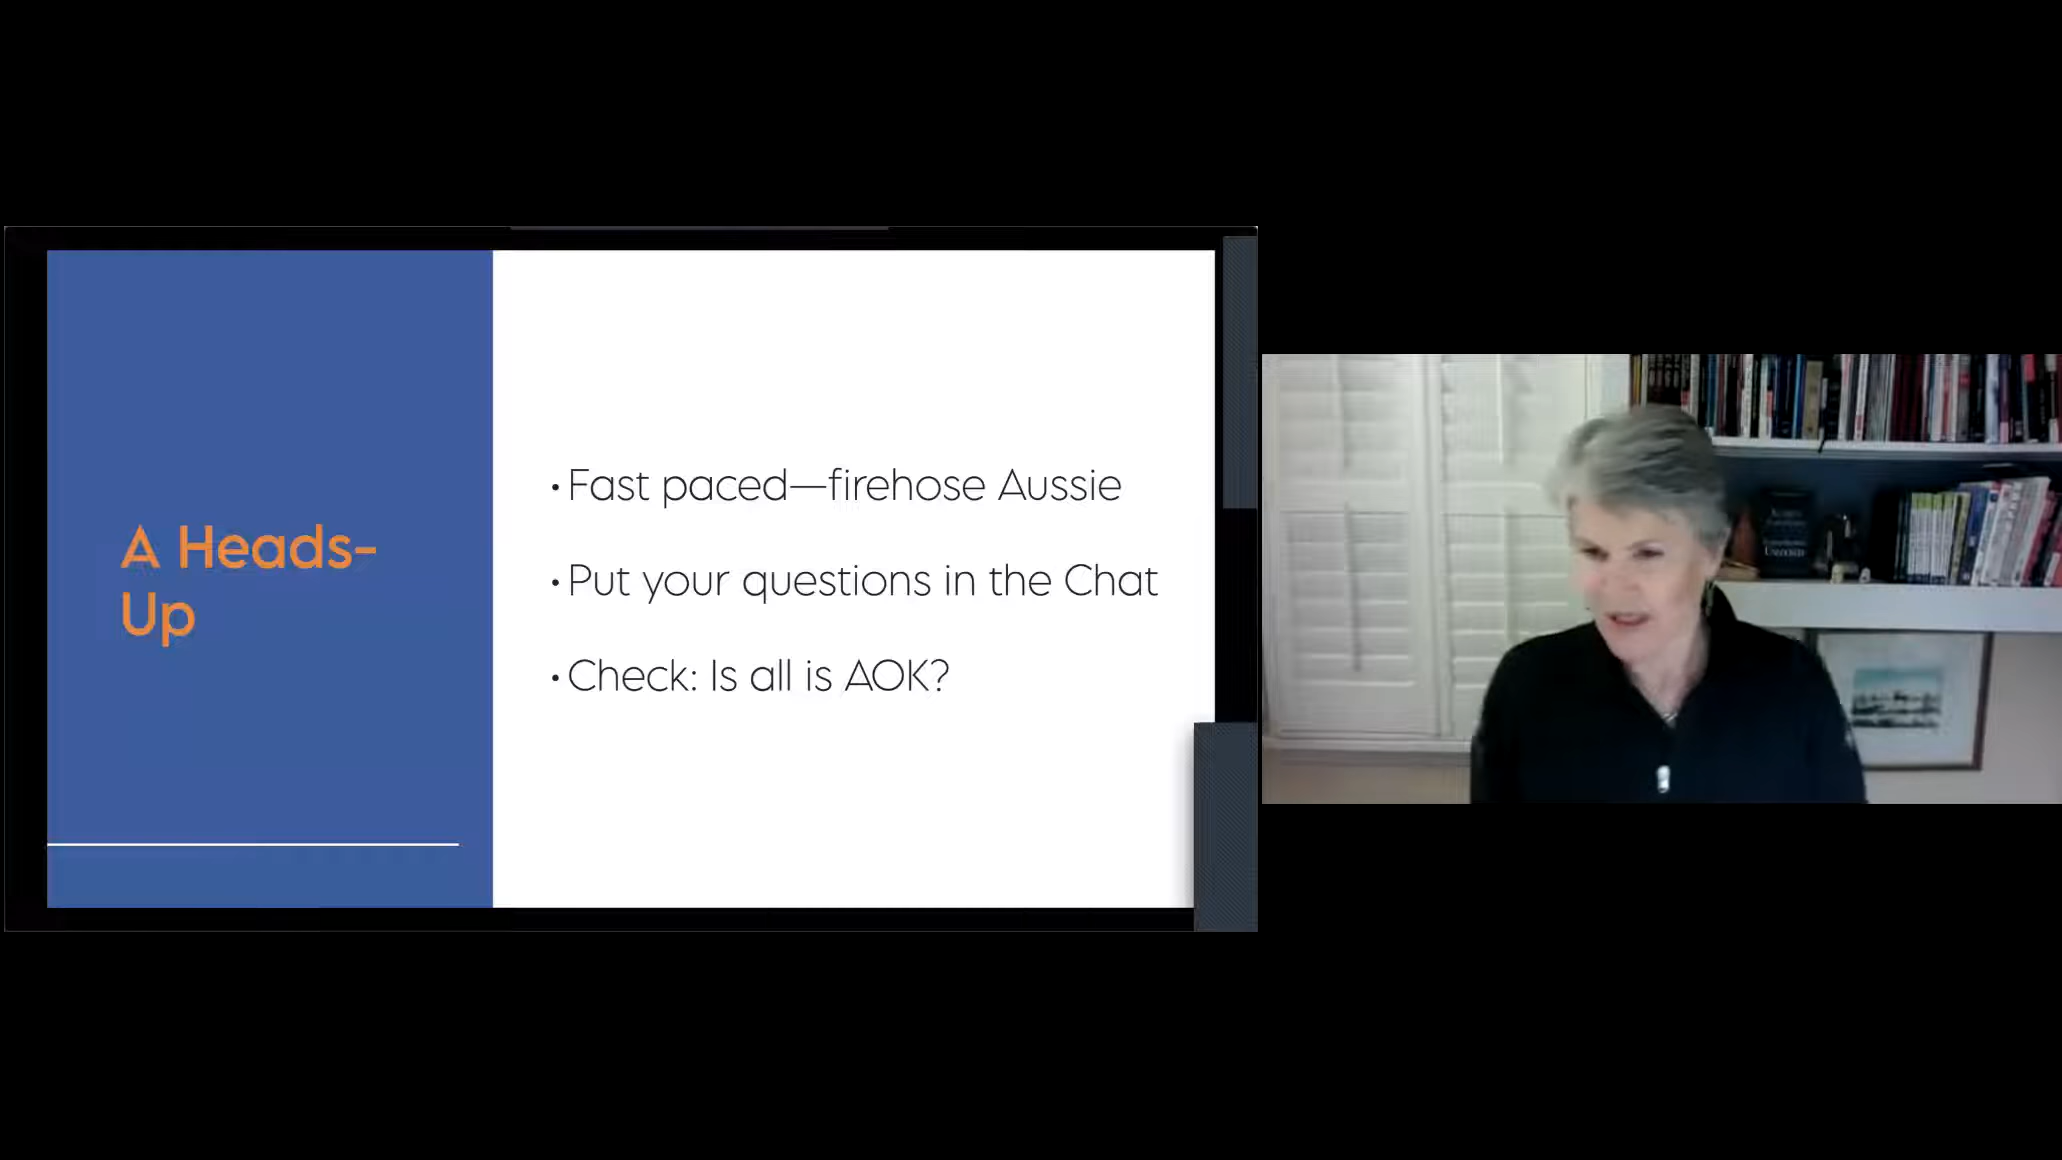 A Heads-
Up
• Fast paced—firehose Aussie
• Put your questions in the Chat
• Check: Is all is AOK?